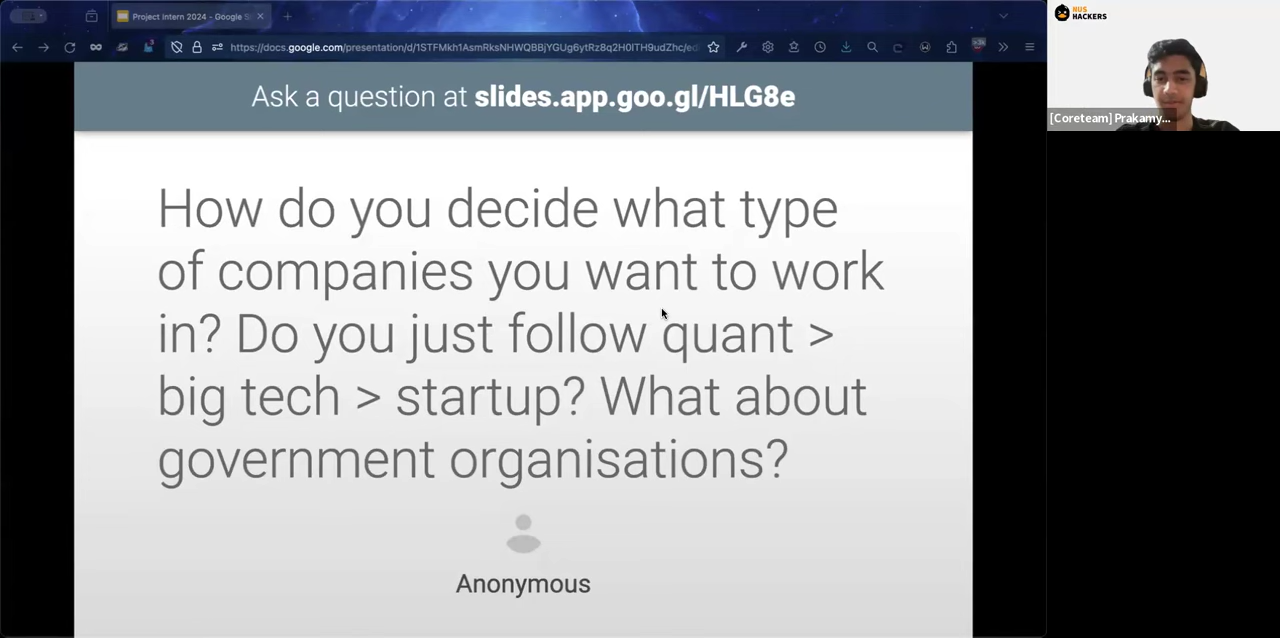 Project Intern 2024 - Google S
https://docs.google.com/presentation/d/1STFMkh1AsmRksNHWQBBjYGUg6ytRz8q2H0lTH9udZhc/ed
NUS
HACKERS
[Coreteam] Prakamy...
Ask a question at slides.app.goo.gl/HLG8e
How do you decide what type
of companies you want to work
in? Do you just follow quant >
big tech > startup? What about
government organisations?
Anonymous